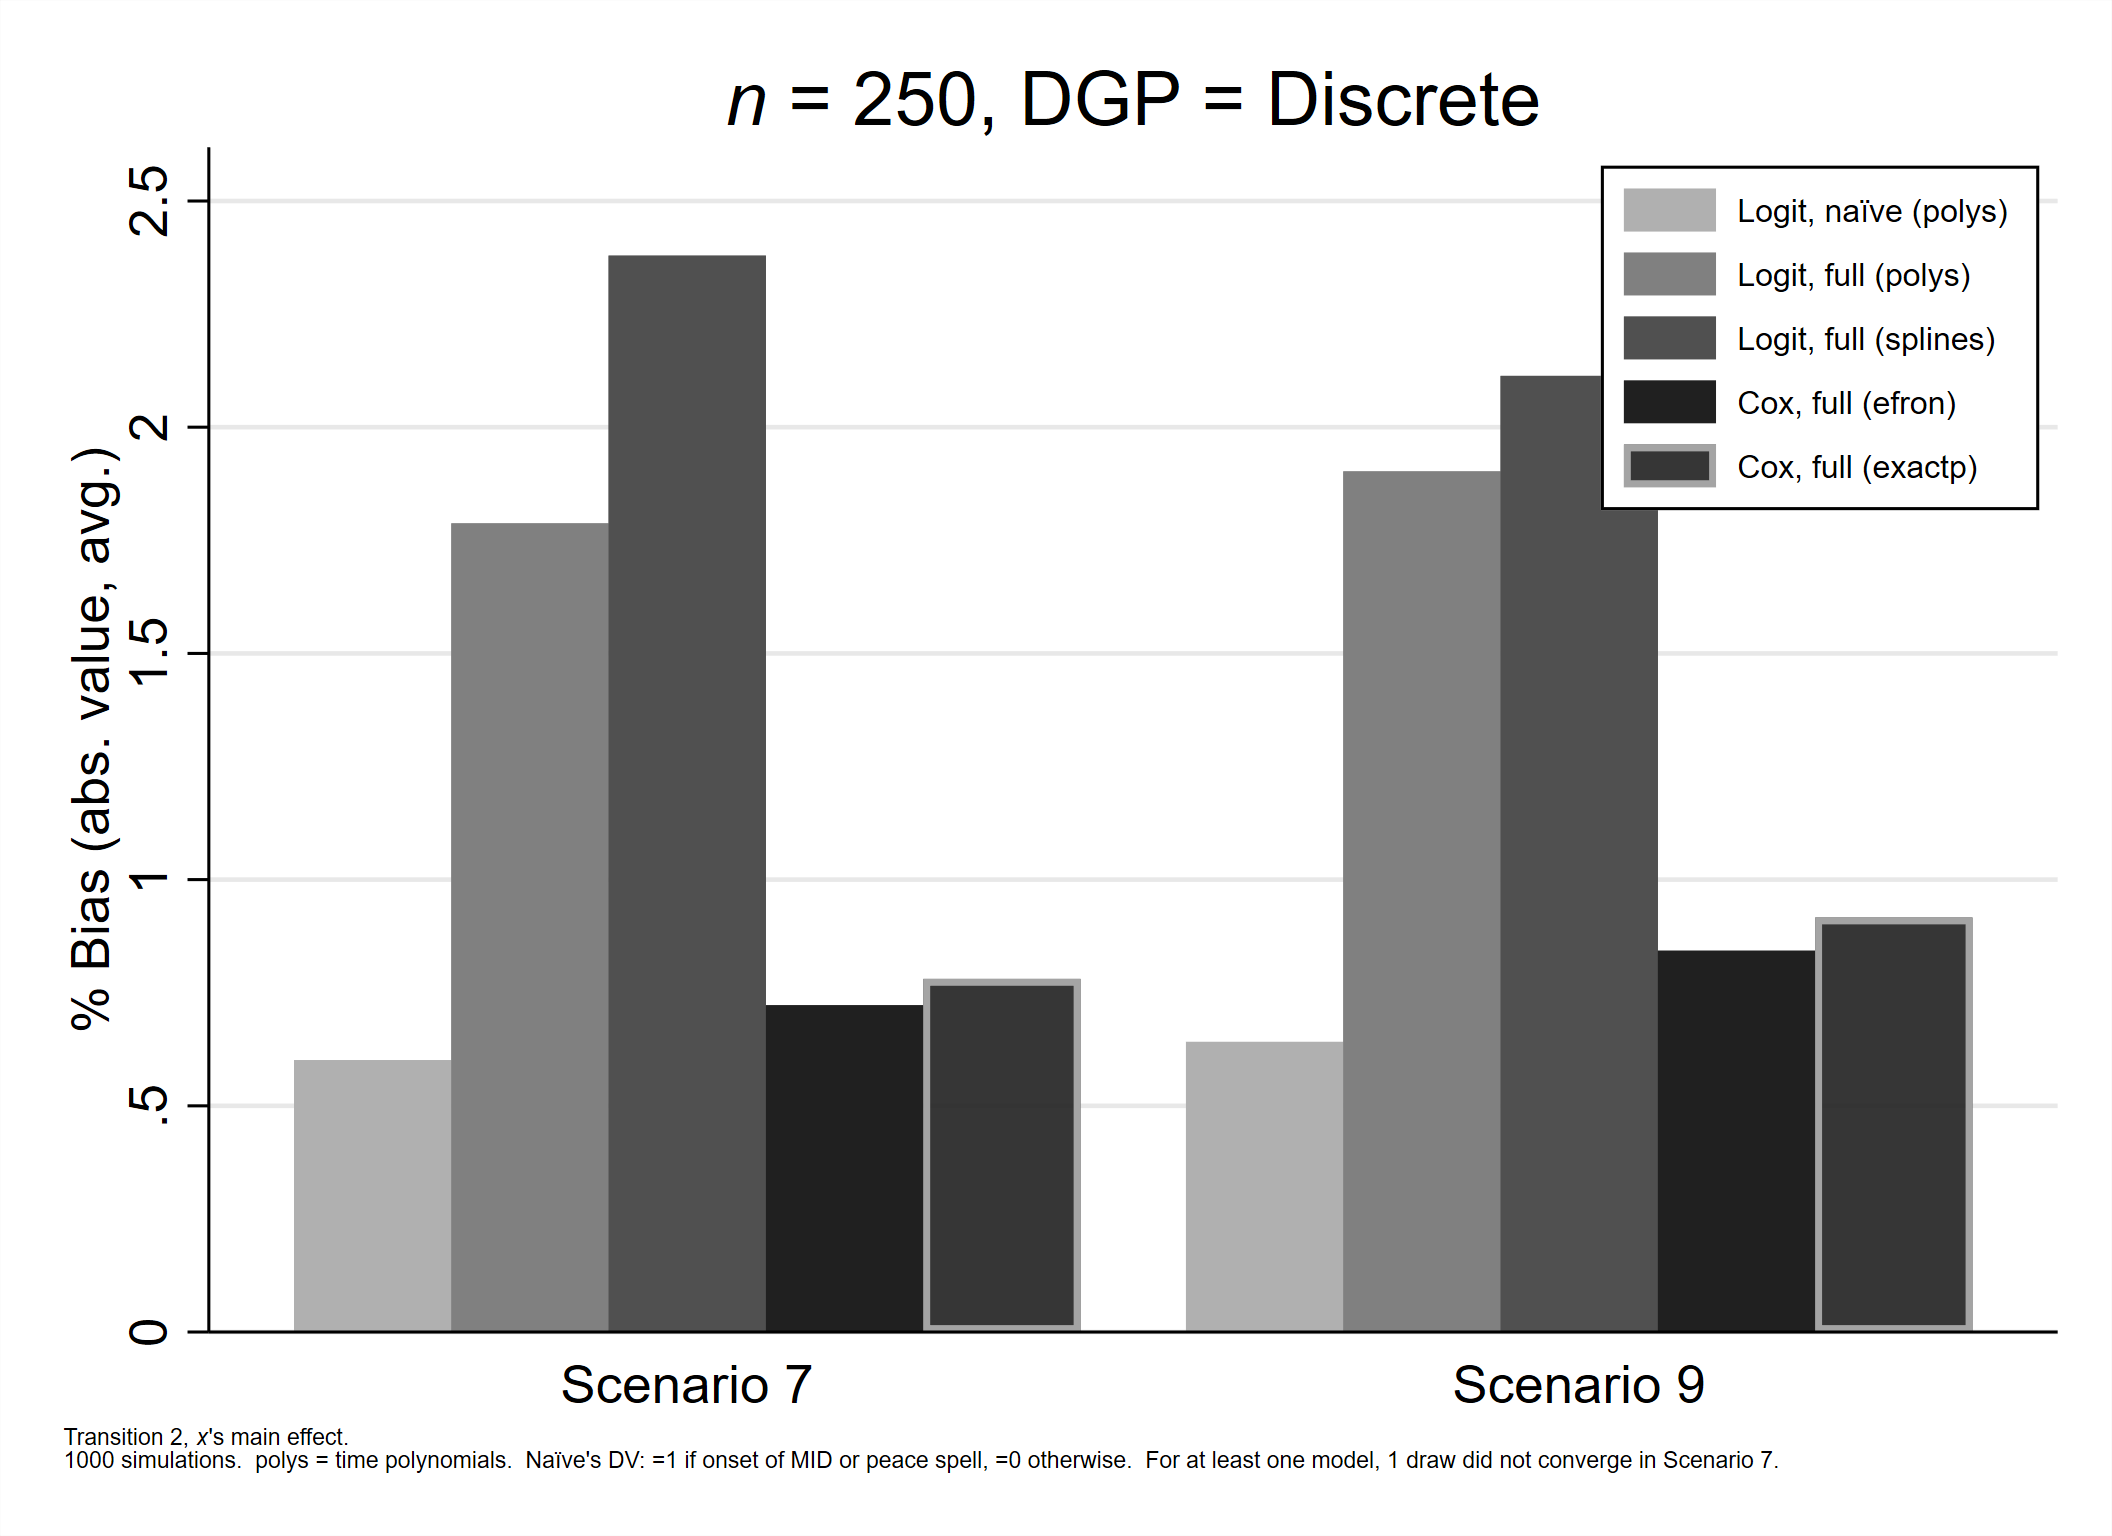 n = 250, DGP = Discrete
% Bias (abs. value, avg.)
2.5
2
1.5
1
.5
0
Logit, naïve (polys)
Logit, full (polys)
Logit, full (splines)
Cox, full (efron)
Cox, full (exactp)
Scenario 7
Scenario 9
Transition 2, x's main effect.
1000 simulations.  polys = time polynomials.  Naïve's DV: =1 if onset of MID or peace spell, =0 otherwise.  For at least one model, 1 draw did not converge in Scenario 7.